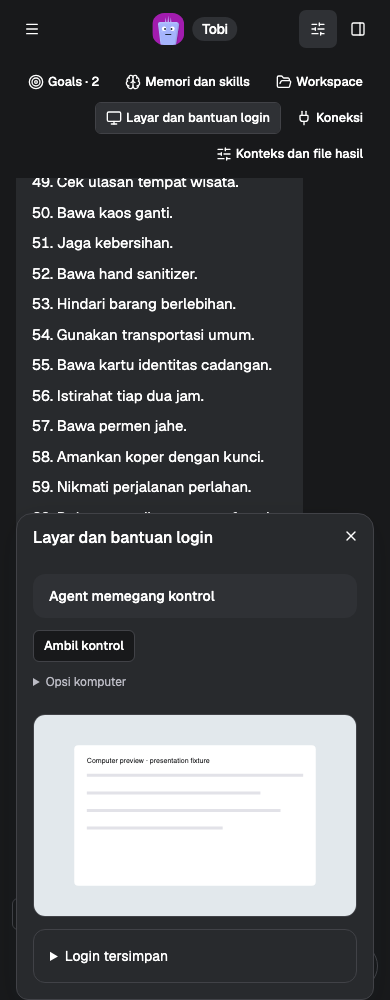 Tobi
Goals · 2
Memori dan skills
Workspace
Layar dan bantuan login
Koneksi
Konteks dan file hasil
49. Cek ulasan tempat wisata.
50. Bawa kaos ganti.
51. Jaga kebersihan.
52. Bawa hand sanitizer.
53. Hindari barang berlebihan.
54. Gunakan transportasi umum.
55. Bawa kartu identitas cadangan.
56. Istirahat tiap dua jam.
57. Bawa permen jahe.
58. Amankan koper dengan kunci.
59. Nikmati perjalanan perlahan.
Layar dan bantuan login
Agent memegang kontrol
Ambil kontrol
Opsi komputer
Computer preview - presentation fixture
Login tersimpan